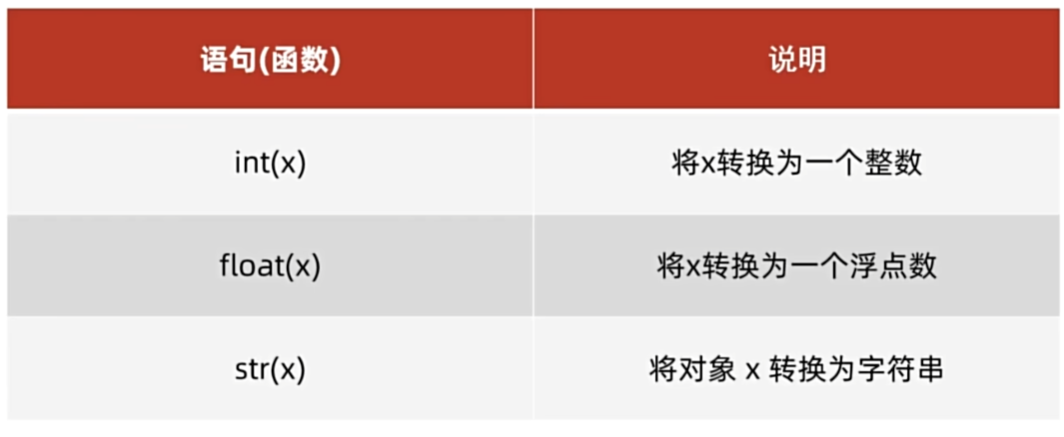 语句(函数)
说明
int(x)
将x转换为一个整数
float(x)
将x转换为一个浮点数
str(x)
将对象 x 转换为字符串